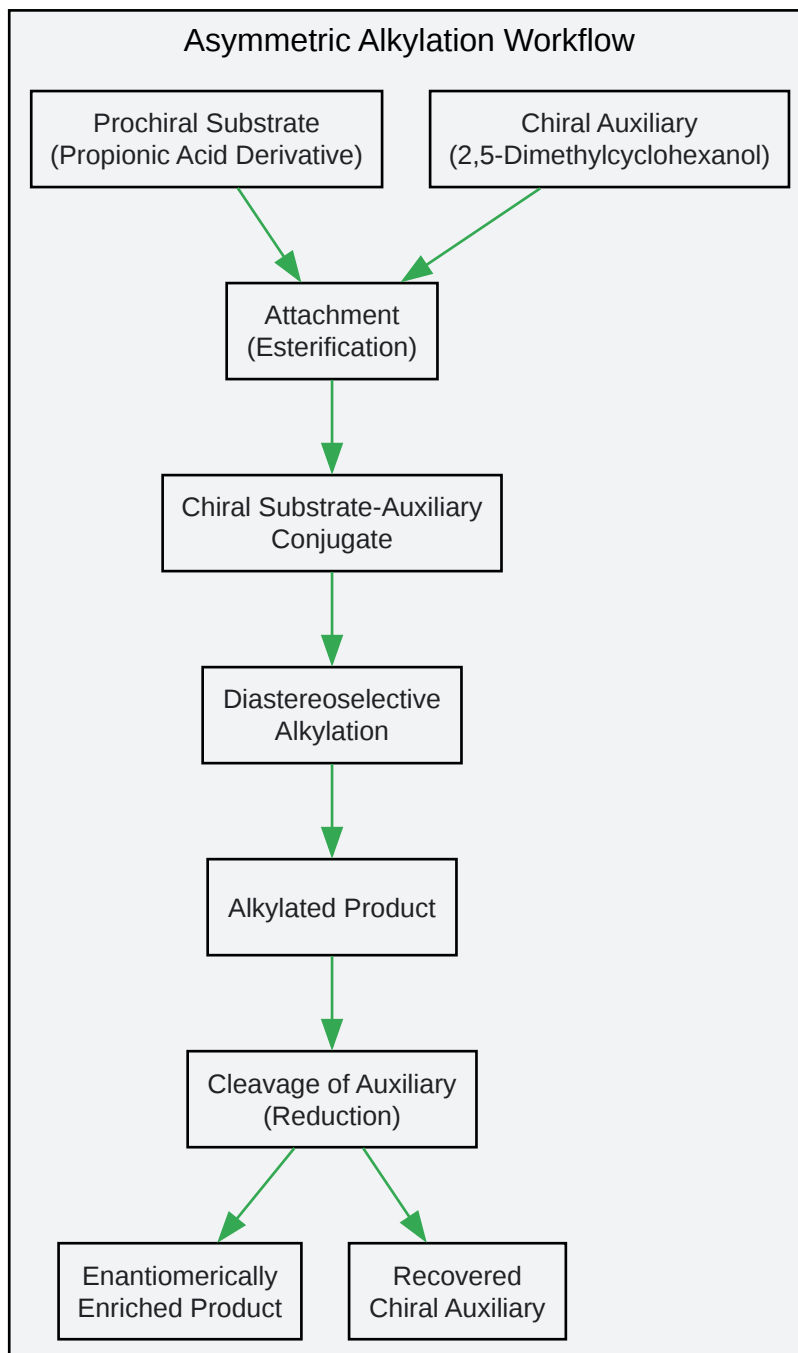 Asymmetric Alkylation Workflow
Prochiral Substrate
(Propionic Acid Derivative)
Chiral Auxiliary
(2,5-Dimethylcyclohexanol)
Attachment
(Esterification)
Chiral Substrate-Auxiliary
Conjugate
Diastereoselective
Alkylation
Alkylated Product
Cleavage of Auxiliary
(Reduction)
Enantiomerically
Enriched Product
Recovered
Chiral Auxiliary